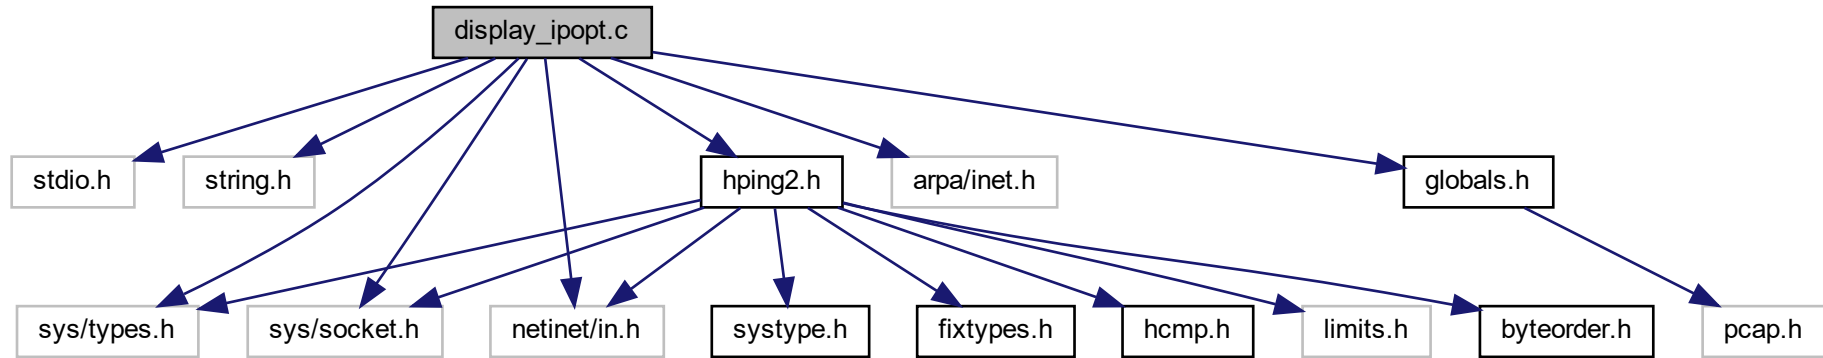 display_ipopt.c
stdio.h
string.h
hping2.h
arpa/inet.h
globals.h
sys/types.h
sys/socket.h
netinet/in.h
systype.h
fixtypes.h
hcmp.h
limits.h
byteorder.h
pcap.h